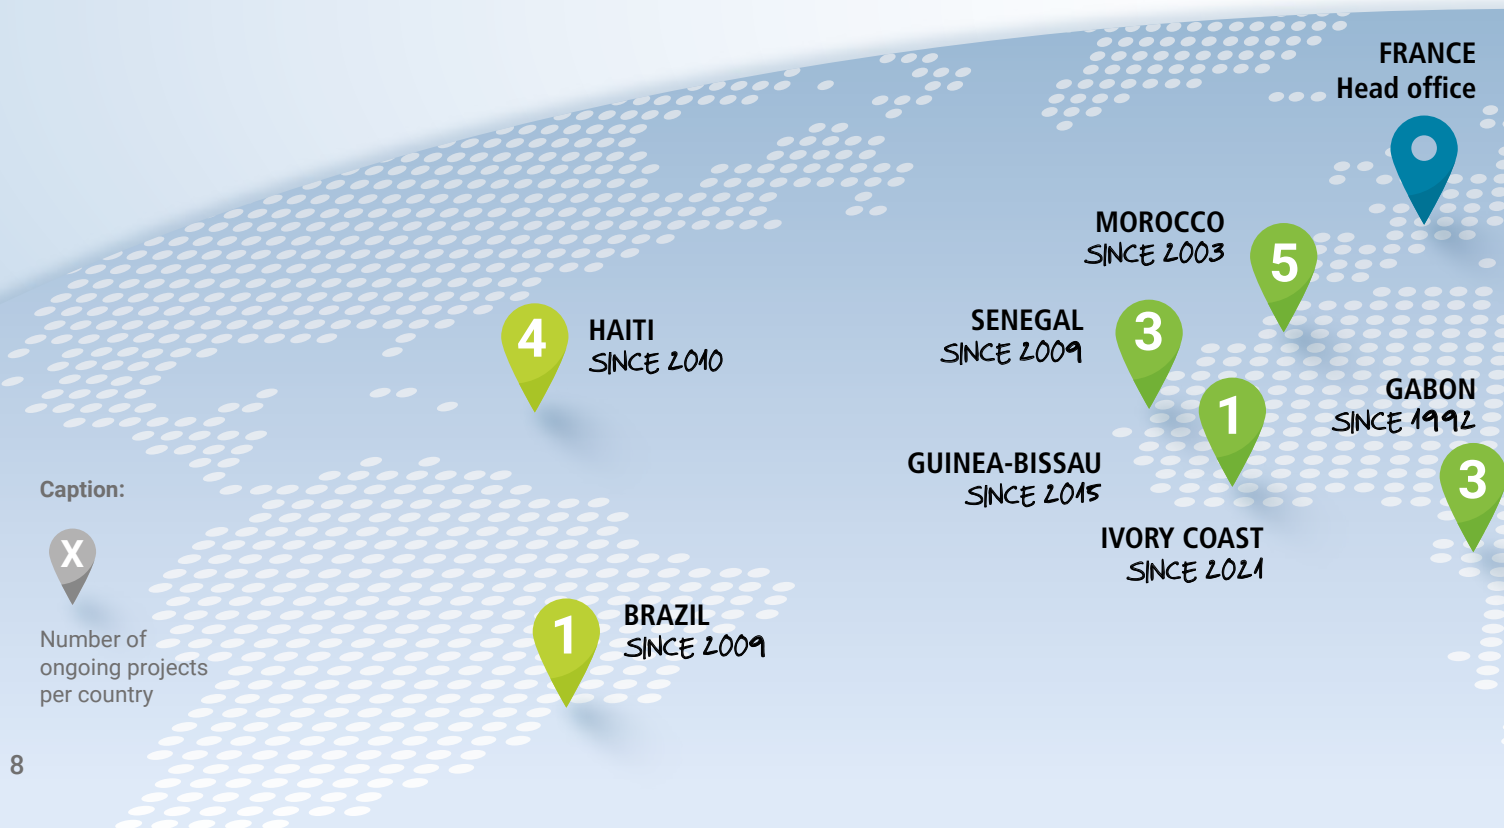 FRANCE
Head office
MOROCCO
SINCE 2003
5
SENEGAL
SINCE 2009
3
4
HAITI
SINCE 2010
1
GABON
SINCE 1992
3
GUINEA-BISSAU
SINCE 2015
IVORY COAST
SINCE 2021
Caption:
X
Number of
ongoing projects
per country
1
BRAZIL
SINCE 2009
8